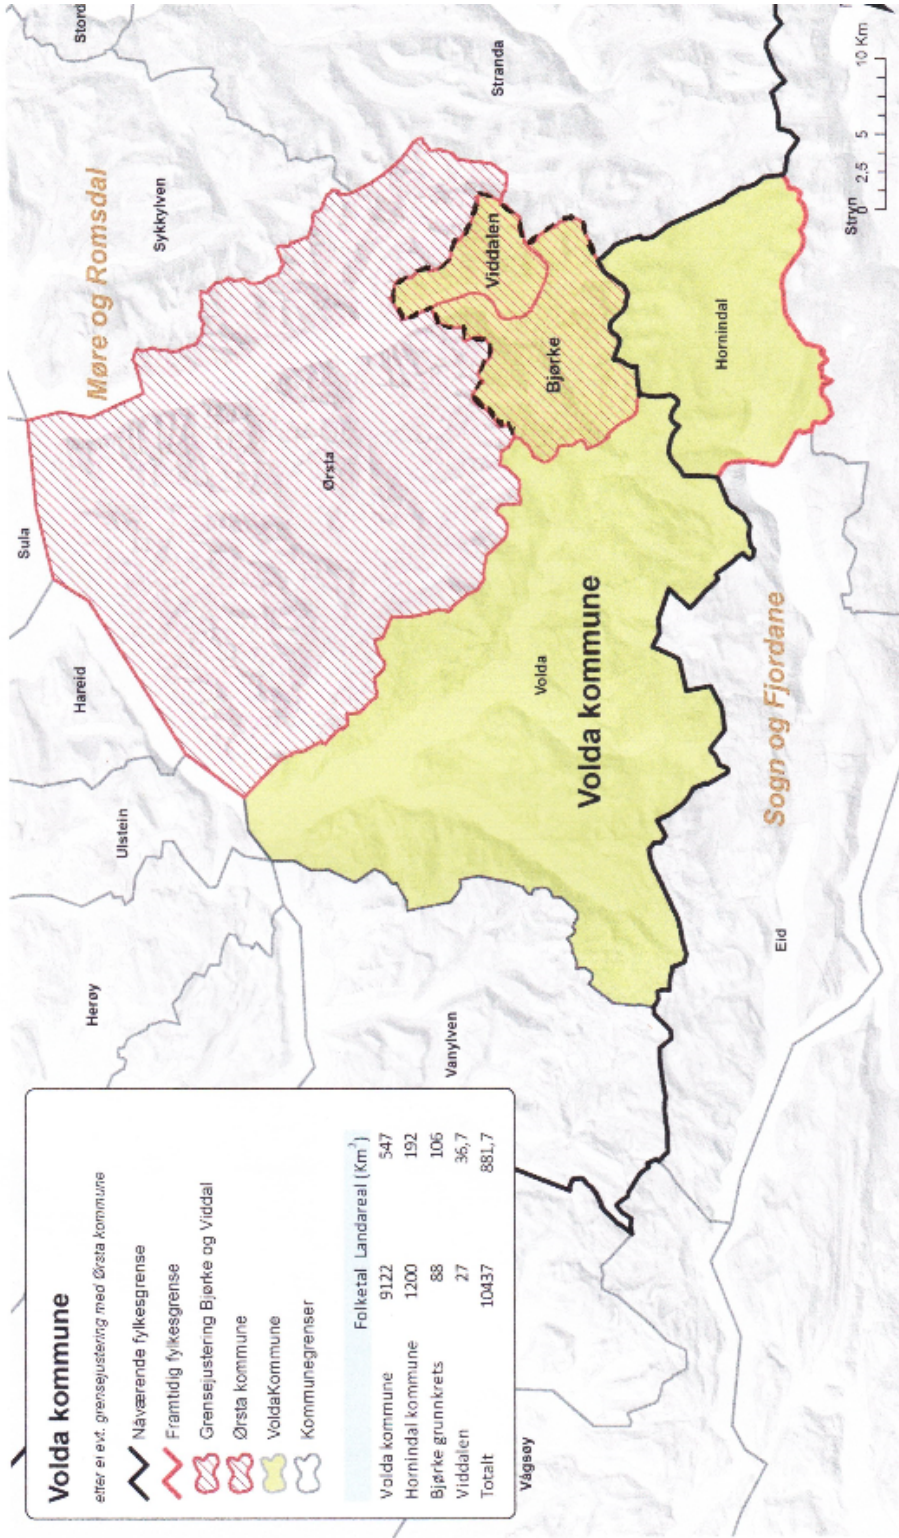 Volda kommune
etter ei evt. grensejustering med Ørsta kommune
Nåværende fylkesgrense
Framtidig fylkesgrense
Grensejustering Bjørke og Viddal
Ørsta kommune
VoldaKommune
Kommunegrenser
Folketal Landareal (Km²)
Volda kommune 9122 547
Hornindal kommune 1200 192
Bjørke grunnkrets 88 106
Viddalen 27 36,7
Totalt 10437 881,7
Herøy
Ulstein
Hareid
Sula
Stord
Møre og Romsdal
Sykkylven
Ørsta
Stranda
Viddalen
Bjørke
Vanylven
Volda
Volda kommune
Hornindal
Vågsøy
Eid
Sogn og Fjordane
Stryn
0 2,5 5 10 Km